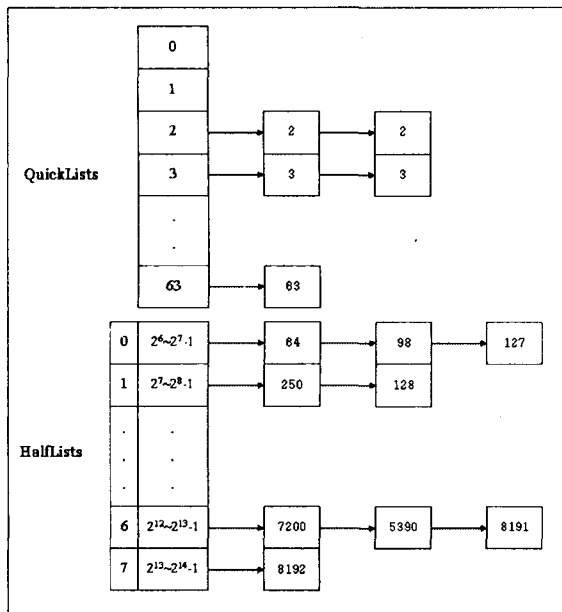 0
1
2 2 2
QuickLists 3 3 3
.
.
63 63
0 2⁶~2⁷-1 64 98 127
1 2⁷~2⁸-1 250 128
. .
. .
HalfLists
. .
6 2¹²~2¹³-1 7200 5390 8191
7 2¹³~2¹⁴-1 8192